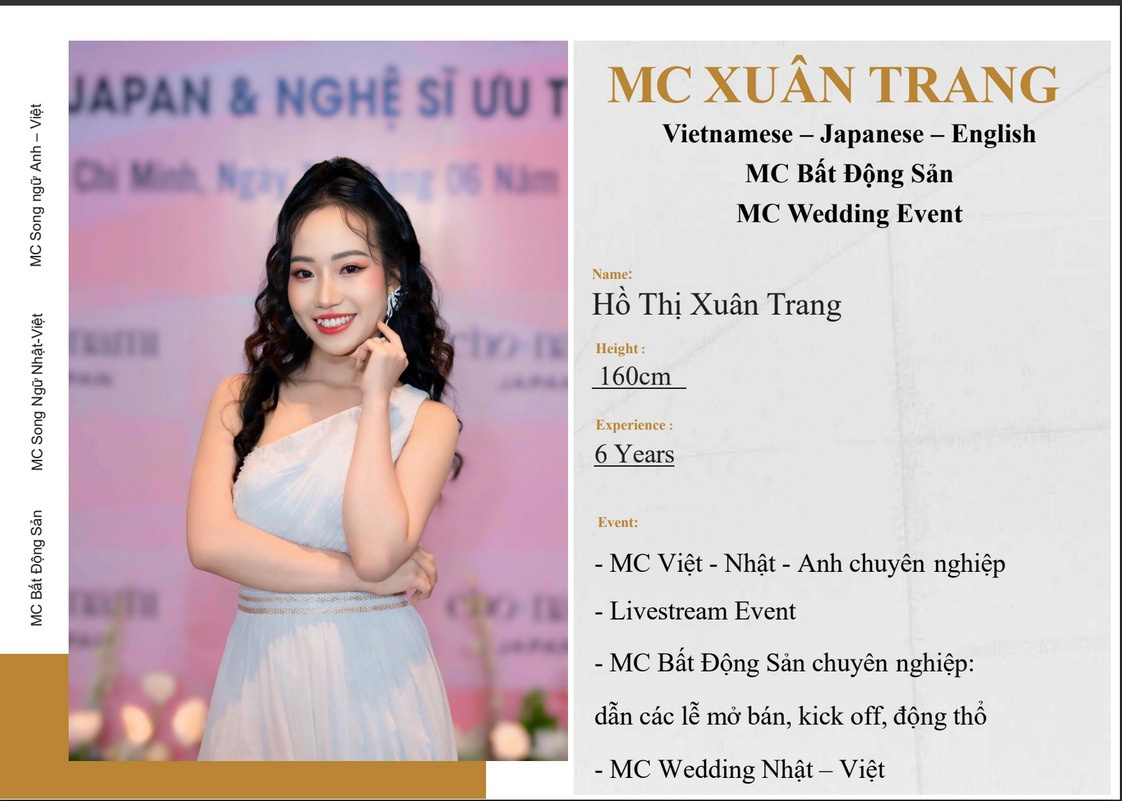 MC Song ngữ Anh – Việt
MC Song Ngữ Nhật-Việt
MC Bất Động Sản
JAPAN & NGHỆ SĨ ƯU T
Chí Minh, Ngày
áng 06 Năm
JAPAN
MC XUÂN TRANG
Vietnamese – Japanese – English
MC Bất Động Sản
MC Wedding Event
Name:
Hồ Thị Xuân Trang
Height :
160cm
Experience :
6 Years
Event:
- MC Việt - Nhật - Anh chuyên nghiệp
- Livestream Event
- MC Bất Động Sản chuyên nghiệp:
dẫn các lễ mở bán, kick off, động thổ
- MC Wedding Nhật – Việt